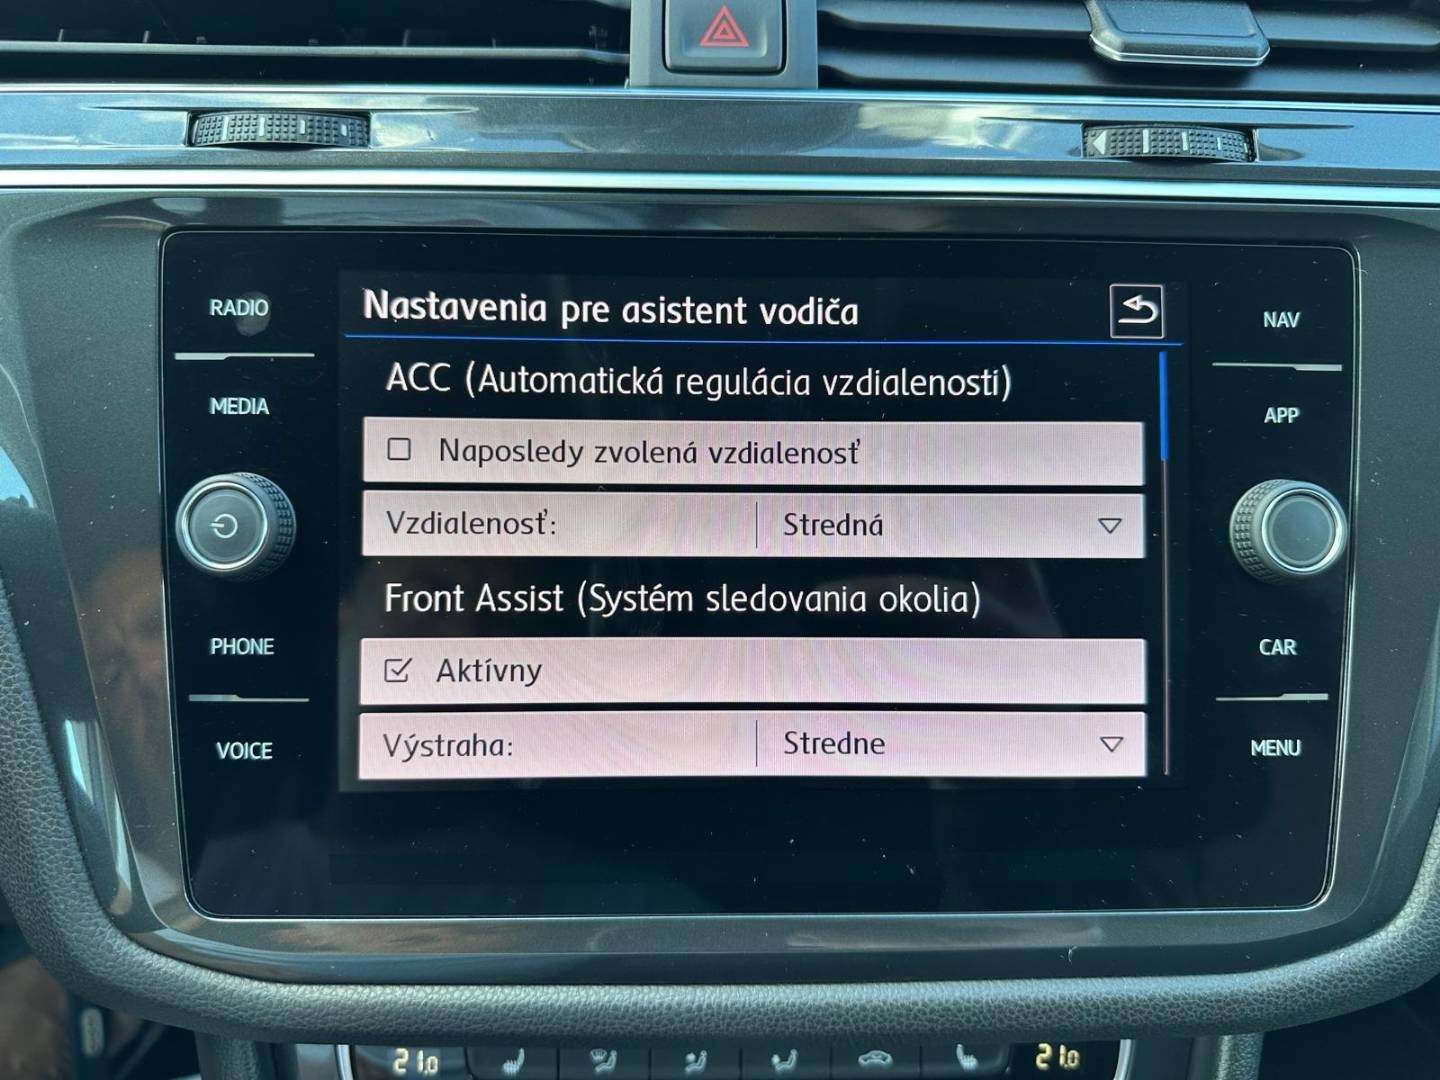 RADIO
MEDIA
PHONE
VOICE
Nastavenia pre asistent vodiča
ACC (Automatická regulácia vzdialenosti)
Naposledy zvolená vzdialenosť
Vzdialenosť: Stredná
Front Assist (Systém sledovania okolia)
Aktívny
Výstraha: Stredne
NAV
APP
CAR
MENU
21.0 21.0